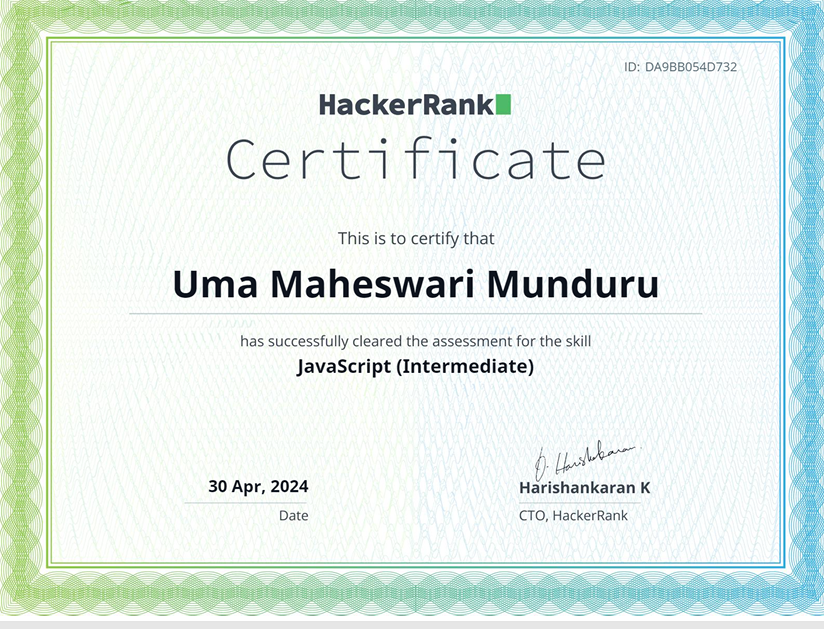 ID: DA9BB054D732
HackerRank
Certificate
This is to certify that
Uma Maheswari Munduru
has successfully cleared the assessment for the skill
JavaScript (Intermediate)
30 Apr, 2024
Date
O. Harishankaran
Harishankaran K
CTO, HackerRank